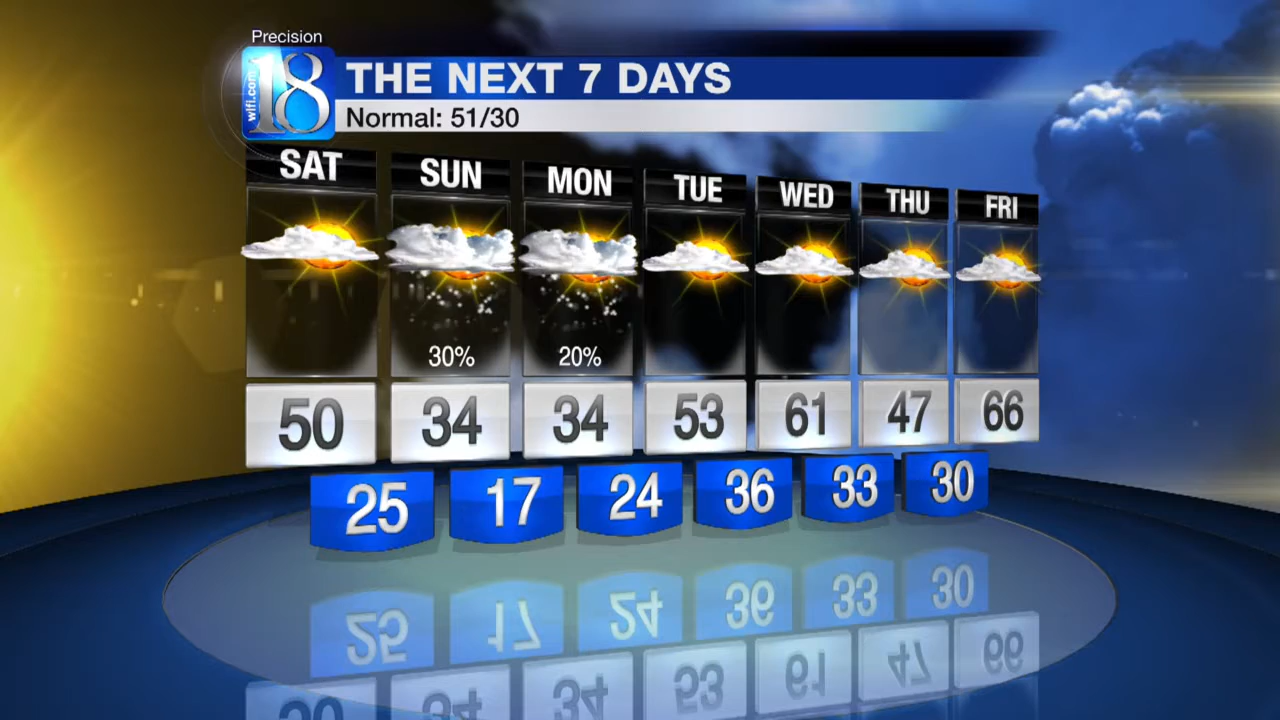 Precision
18
wlfi.com
THE NEXT 7 DAYS
Normal: 51/30
SAT SUN MON TUE WED THU FRI
30% 20%
50 34 34 53 61 47 66
25 17 24 36 33 30